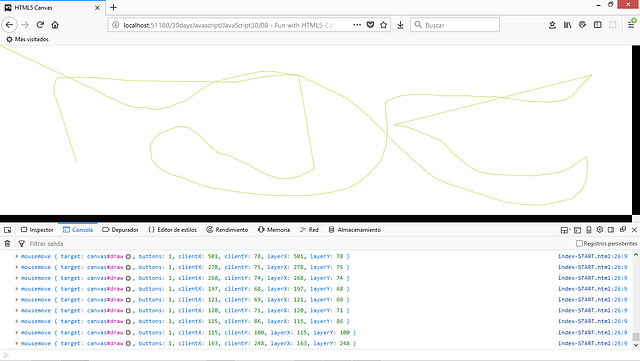 HTML5 Canvas
localhost:51180/30daysJavascript/JavaScript30/08 - Fun with HTML5 Can
Buscar
Más visitados
Inspector Consola Depurador Editor de estilos Rendimiento Memoria Red Almacenamiento
Filtrar salida Registros persistentes
mousemove { target: canvas#draw, buttons: 1, clientX: 501, clientY: 78, layerX: 501, layerY: 78 } index-START.html:26:9
mousemove { target: canvas#draw, buttons: 1, clientX: 278, clientY: 75, layerX: 278, layerY: 75 } index-START.html:26:9
mousemove { target: canvas#draw, buttons: 1, clientX: 268, clientY: 74, layerX: 268, layerY: 74 } index-START.html:26:9
mousemove { target: canvas#draw, buttons: 1, clientX: 197, clientY: 68, layerX: 197, layerY: 68 } index-START.html:26:9
mousemove { target: canvas#draw, buttons: 1, clientX: 121, clientY: 69, layerX: 121, layerY: 69 } index-START.html:26:9
mousemove { target: canvas#draw, buttons: 1, clientX: 120, clientY: 71, layerX: 120, layerY: 71 } index-START.html:26:9
mousemove { target: canvas#draw, buttons: 1, clientX: 115, clientY: 86, layerX: 115, layerY: 86 } index-START.html:26:9
mousemove { target: canvas#draw, buttons: 1, clientX: 115, clientY: 100, layerX: 115, layerY: 100 } index-START.html:26:9
mousemove { target: canvas#draw, buttons: 1, clientX: 163, clientY: 248, layerX: 163, layerY: 248 } index-START.html:26:9